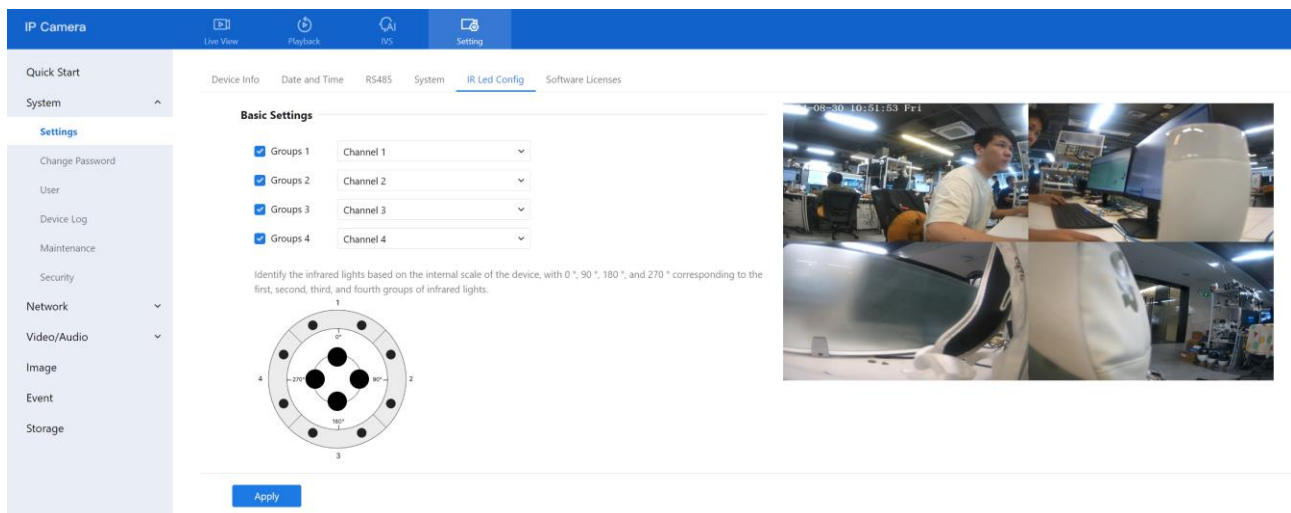 IP Camera
Live View
Playback
AI
IVS
Setting
Quick Start
System
Settings
Change Password
User
Device Log
Maintenance
Security
Network
Video/Audio
Image
Event
Storage
Device Info Date and Time RS485 System IR Led Config Software Licenses
Basic Settings
Groups 1 Channel 1
Groups 2 Channel 2
Groups 3 Channel 3
Groups 4 Channel 4
Identify the infrared lights based on the internal scale of the device, with 0 °, 90 °, 180 °, and 270 ° corresponding to the
first, second, third, and fourth groups of infrared lights.
1
0°
4 270° 90° 2
180°
3
Apply
-08-30 10:51:53 Fri